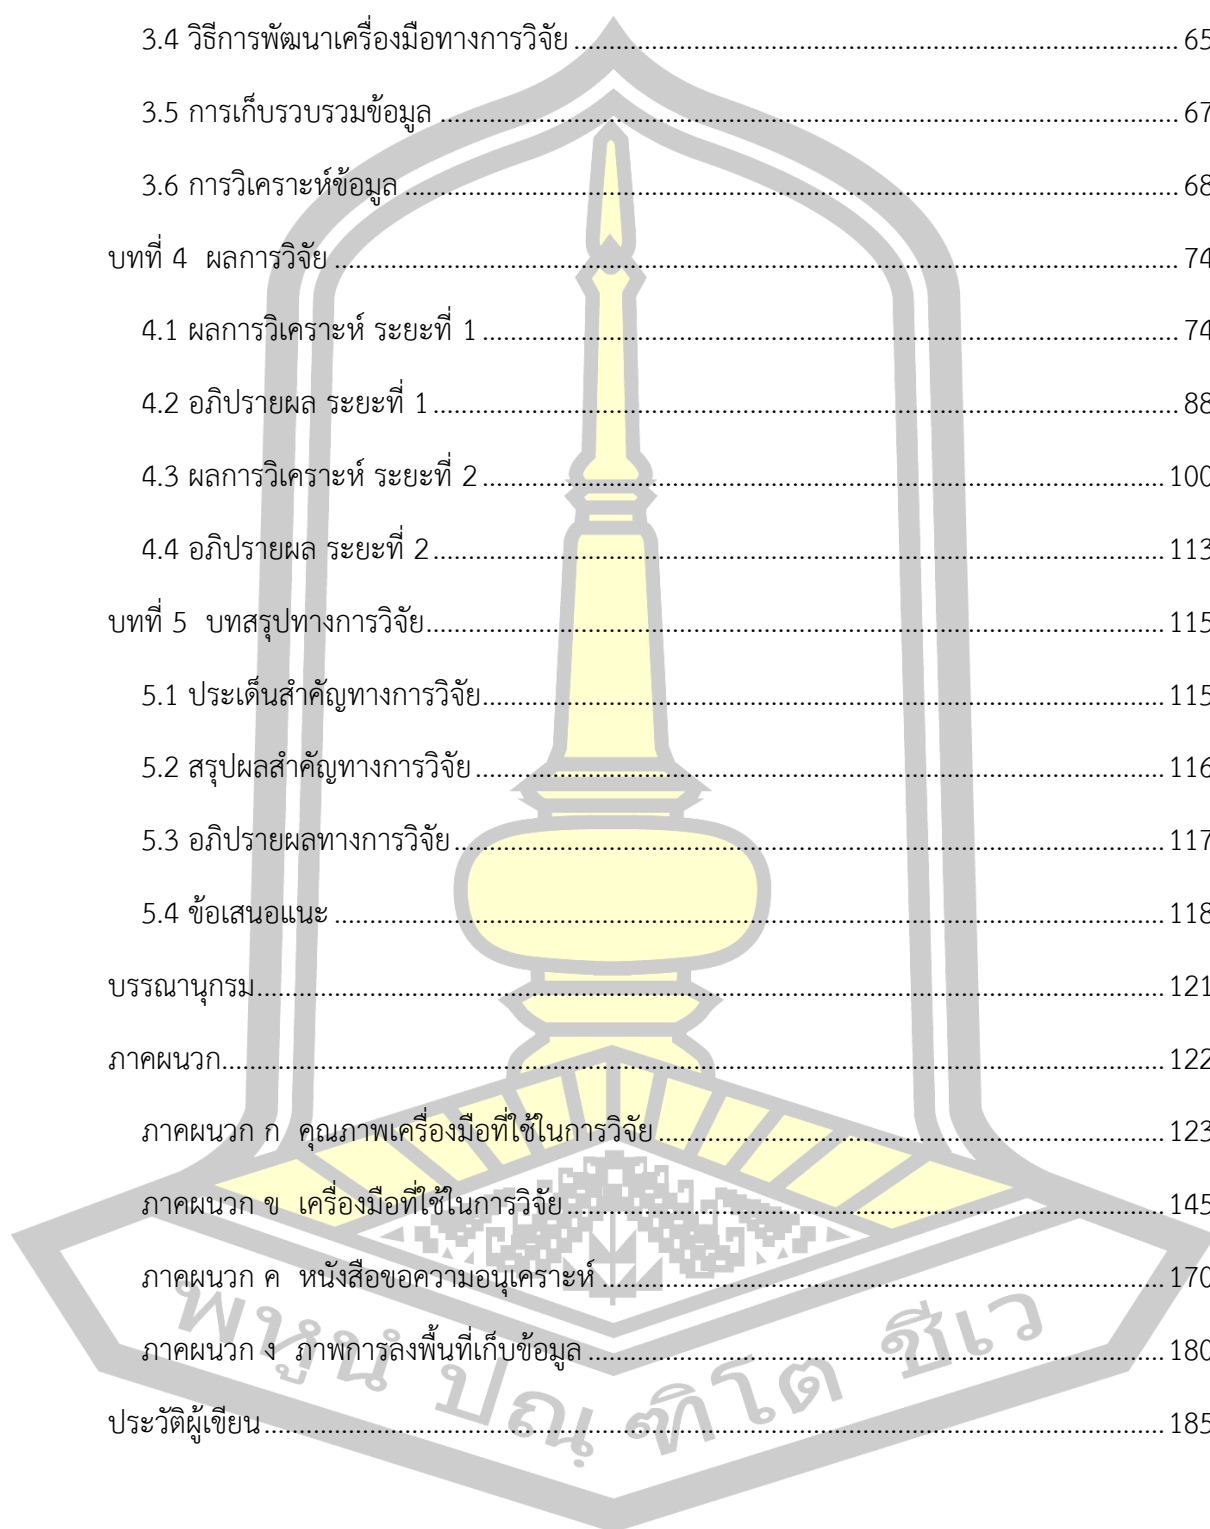 3.4 วิธีการพัฒนาเครื่องมือทางการวิจัย ........ 65
3.5 การเก็บรวบรวมข้อมูล ........ 67
3.6 การวิเคราะห์ข้อมูล ........ 68
บทที่ 4 ผลการวิจัย ........ 74
4.1 ผลการวิเคราะห์ ระยะที่ 1 ........ 74
4.2 อภิปรายผล ระยะที่ 1 ........ 88
4.3 ผลการวิเคราะห์ ระยะที่ 2 ........ 100
4.4 อภิปรายผล ระยะที่ 2 ........ 113
บทที่ 5 บทสรุปทางการวิจัย ........ 115
5.1 ประเด็นสำคัญทางการวิจัย ........ 115
5.2 สรุปผลสำคัญทางการวิจัย ........ 116
5.3 อภิปรายผลทางการวิจัย ........ 117
5.4 ข้อเสนอแนะ ........ 118
บรรณานุกรม ........ 121
ภาคผนวก ........ 122
ภาคผนวก ก คุณภาพเครื่องมือที่ใช้ในการวิจัย ........ 123
ภาคผนวก ข เครื่องมือที่ใช้ในการวิจัย ........ 145
ภาคผนวก ค หนังสือขอความอนุเคราะห์ ........ 170
ภาคผนวก ง ภาพการลงพื้นที่เก็บข้อมูล ........ 180
ประวัติผู้เขียน ........ 185
พหูนํ ปณฺฑิโต ชีเว